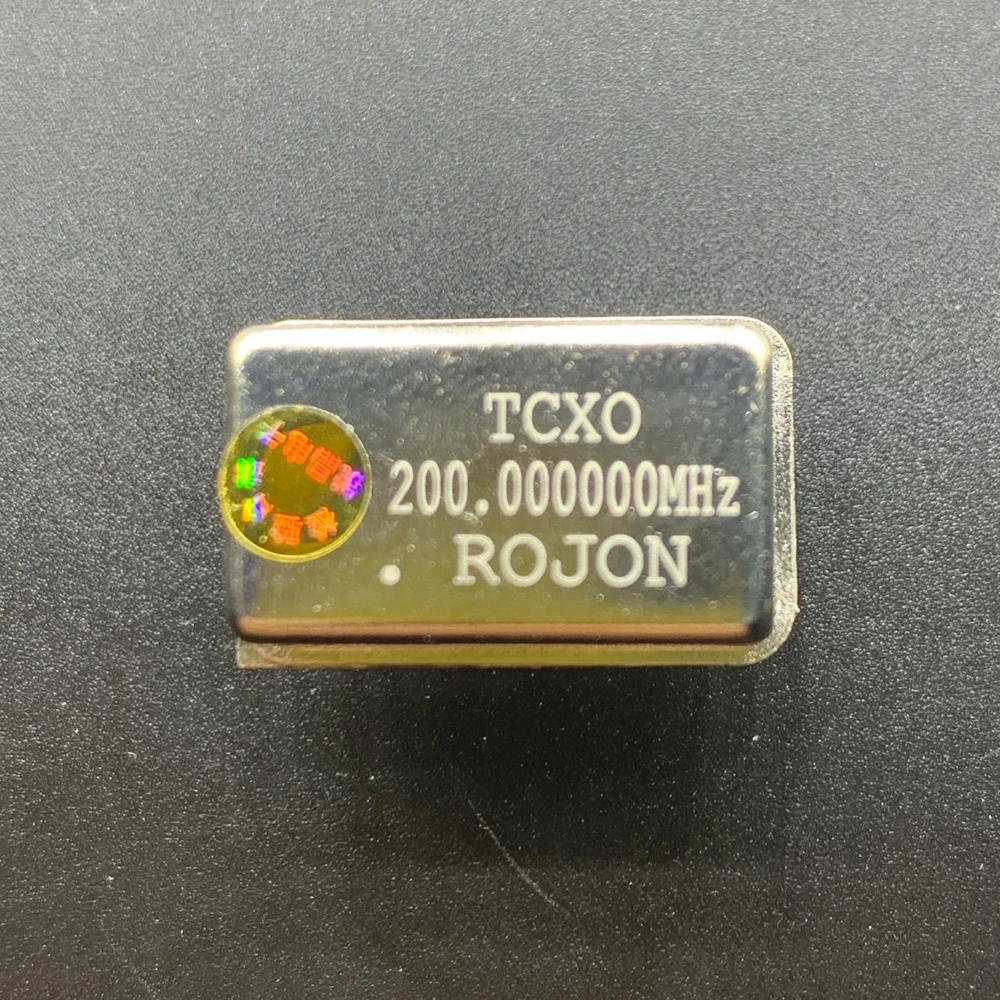 TCXO
200.000000MHz
. ROJON